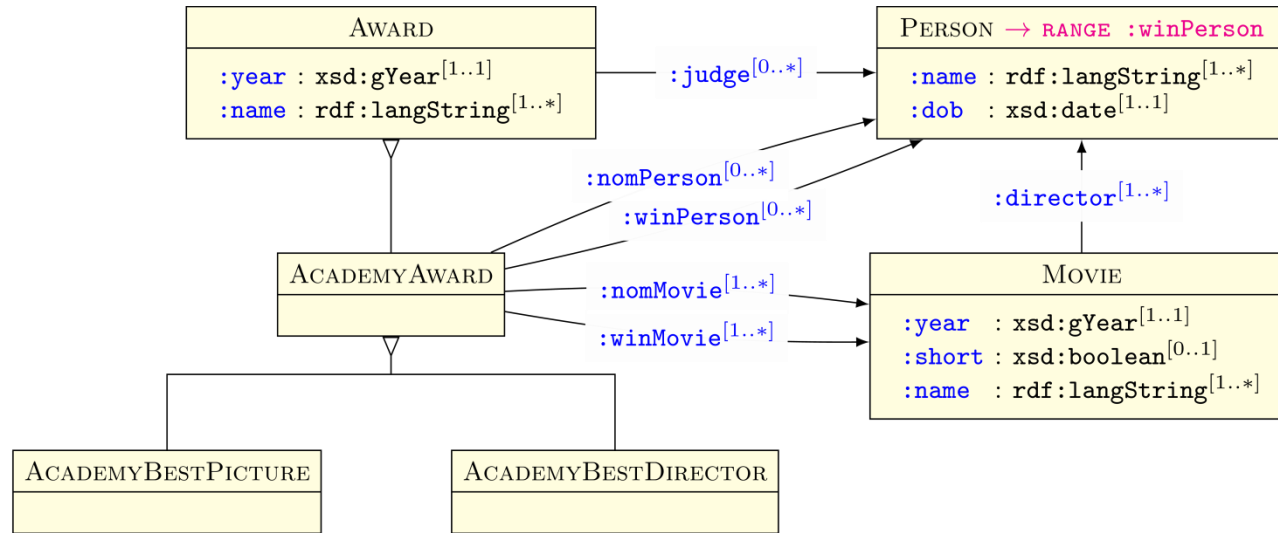 AWARD
:year : xsd:gYear[1..1]
:name : rdf:langString[1..*]
PERSON → RANGE :winPerson
:name : rdf:langString[1..*]
:dob : xsd:date[1..1]
:judge[0..*]
:nomPerson[0..*]
:winPerson[0..*]
:director[1..*]
ACADEMYAWARD
:nomMovie[1..*]
:winMovie[1..*]
MOVIE
:year : xsd:gYear[1..1]
:short : xsd:boolean[0..1]
:name : rdf:langString[1..*]
ACADEMYBESTPICTURE
ACADEMYBESTDIRECTOR